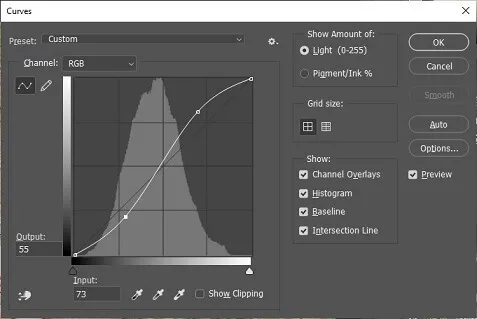 Curves
Preset: Custom
Channel: RGB
Output:
55
Input:
73
Show Clipping
Show Amount of:
Light (0-255)
Pigment/Ink %
Grid size:
Show:
Channel Overlays
Histogram
Baseline
Intersection Line
OK
Cancel
Smooth
Auto
Options...
Preview